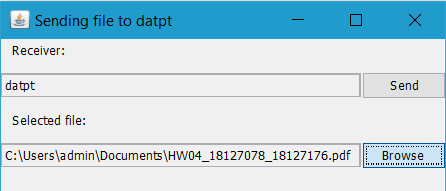 Sending file to datpt
Receiver:
datpt
Send
Selected file:
C:\Users\admin\Documents\HW04_18127078_18127176.pdf
Browse